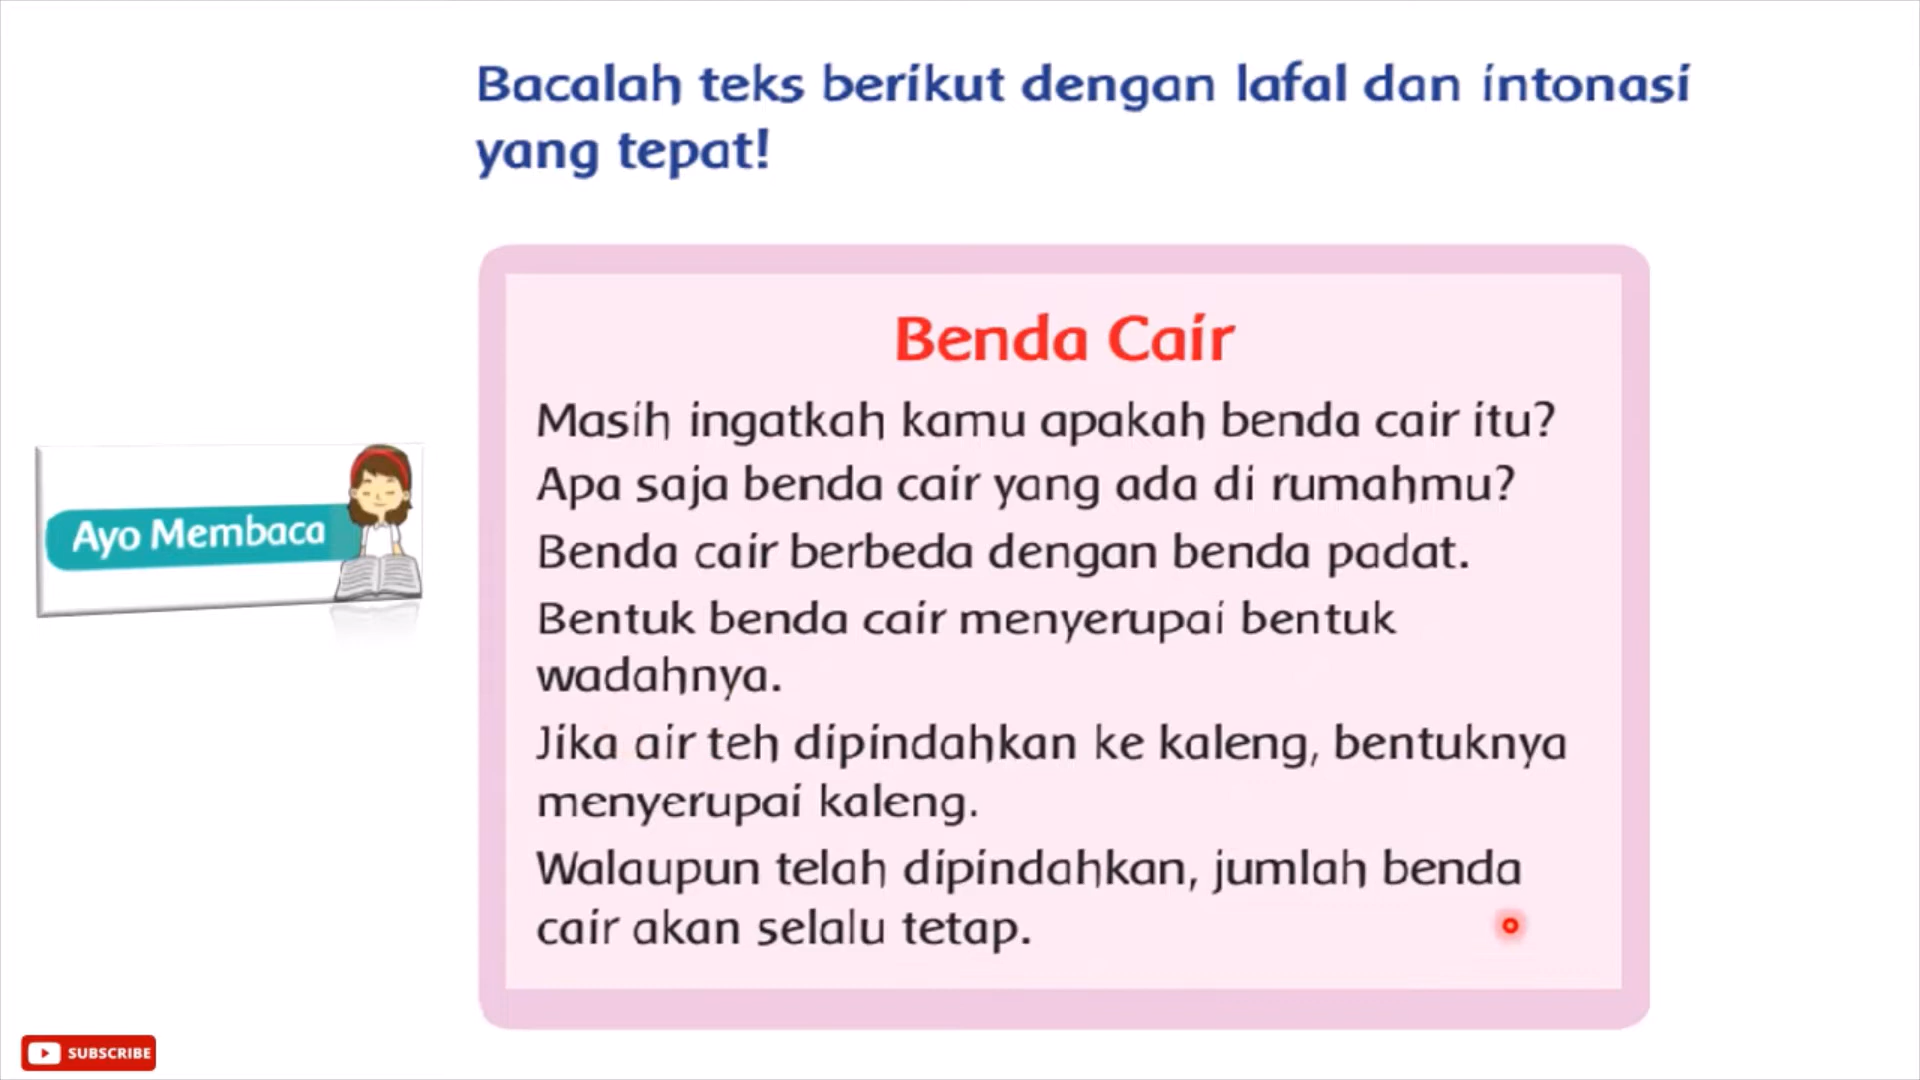 Bacalah teks berikut dengan lafal dan intonasi
yang tepat!
Benda Cair
Masih ingatkah kamu apakah benda cair itu?
Apa saja benda cair yang ada di rumahmu?
Benda cair berbeda dengan benda padat.
Bentuk benda cair menyerupai bentuk
wadahnya.
Jika air teh dipindahkan ke kaleng, bentuknya
menyerupai kaleng.
Walaupun telah dipindahkan, jumlah benda
cair akan selalu tetap.
Ayo Membaca
SUBSCRIBE